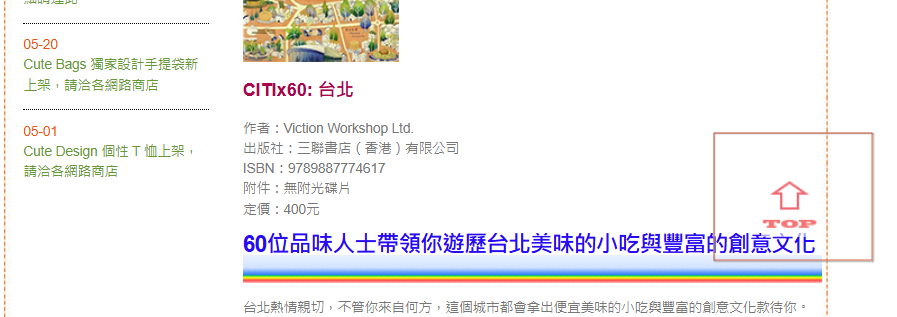 05-20
Cute Bags 獨家設計手提袋新
上架，請洽各網路商店
05-01
Cute Design 個性 T 恤上架，
請洽各網路商店
CITIx60: 台北
作者：Viction Workshop Ltd.
出版社：三聯書店（香港）有限公司
ISBN：9789887774617
附件：無附光碟片
定價：400元
60位品味人士帶領你遊歷台北美味的小吃與豐富的創意文化
台北熱情親切，不管你來自何方，這個城市都會拿出便宜美味的小吃與豐富的創意文化款待你。
TOP